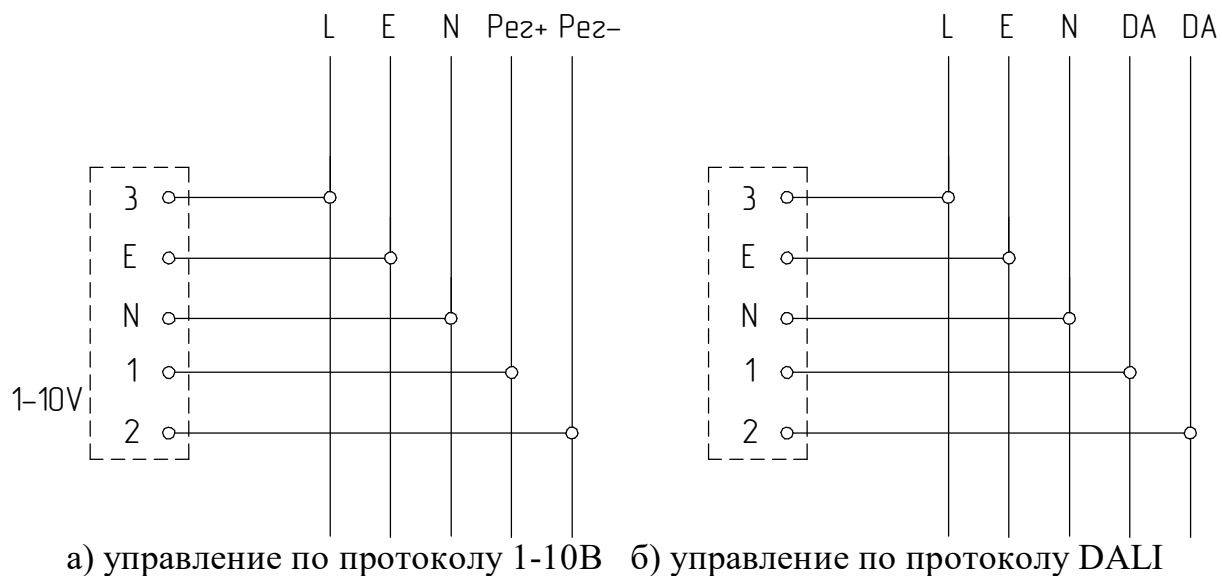 L E N Рег+ Рег–
3
E
N
1
1–10V
2
а) управление по протоколу 1-10В
L E N DA DA
3
E
N
1
2
б) управление по протоколу DALI